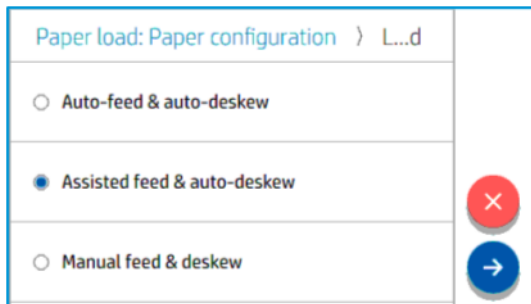 Paper load: Paper configuration 〉 L...d
Auto-feed & auto-deskew
Assisted feed & auto-deskew
Manual feed & deskew